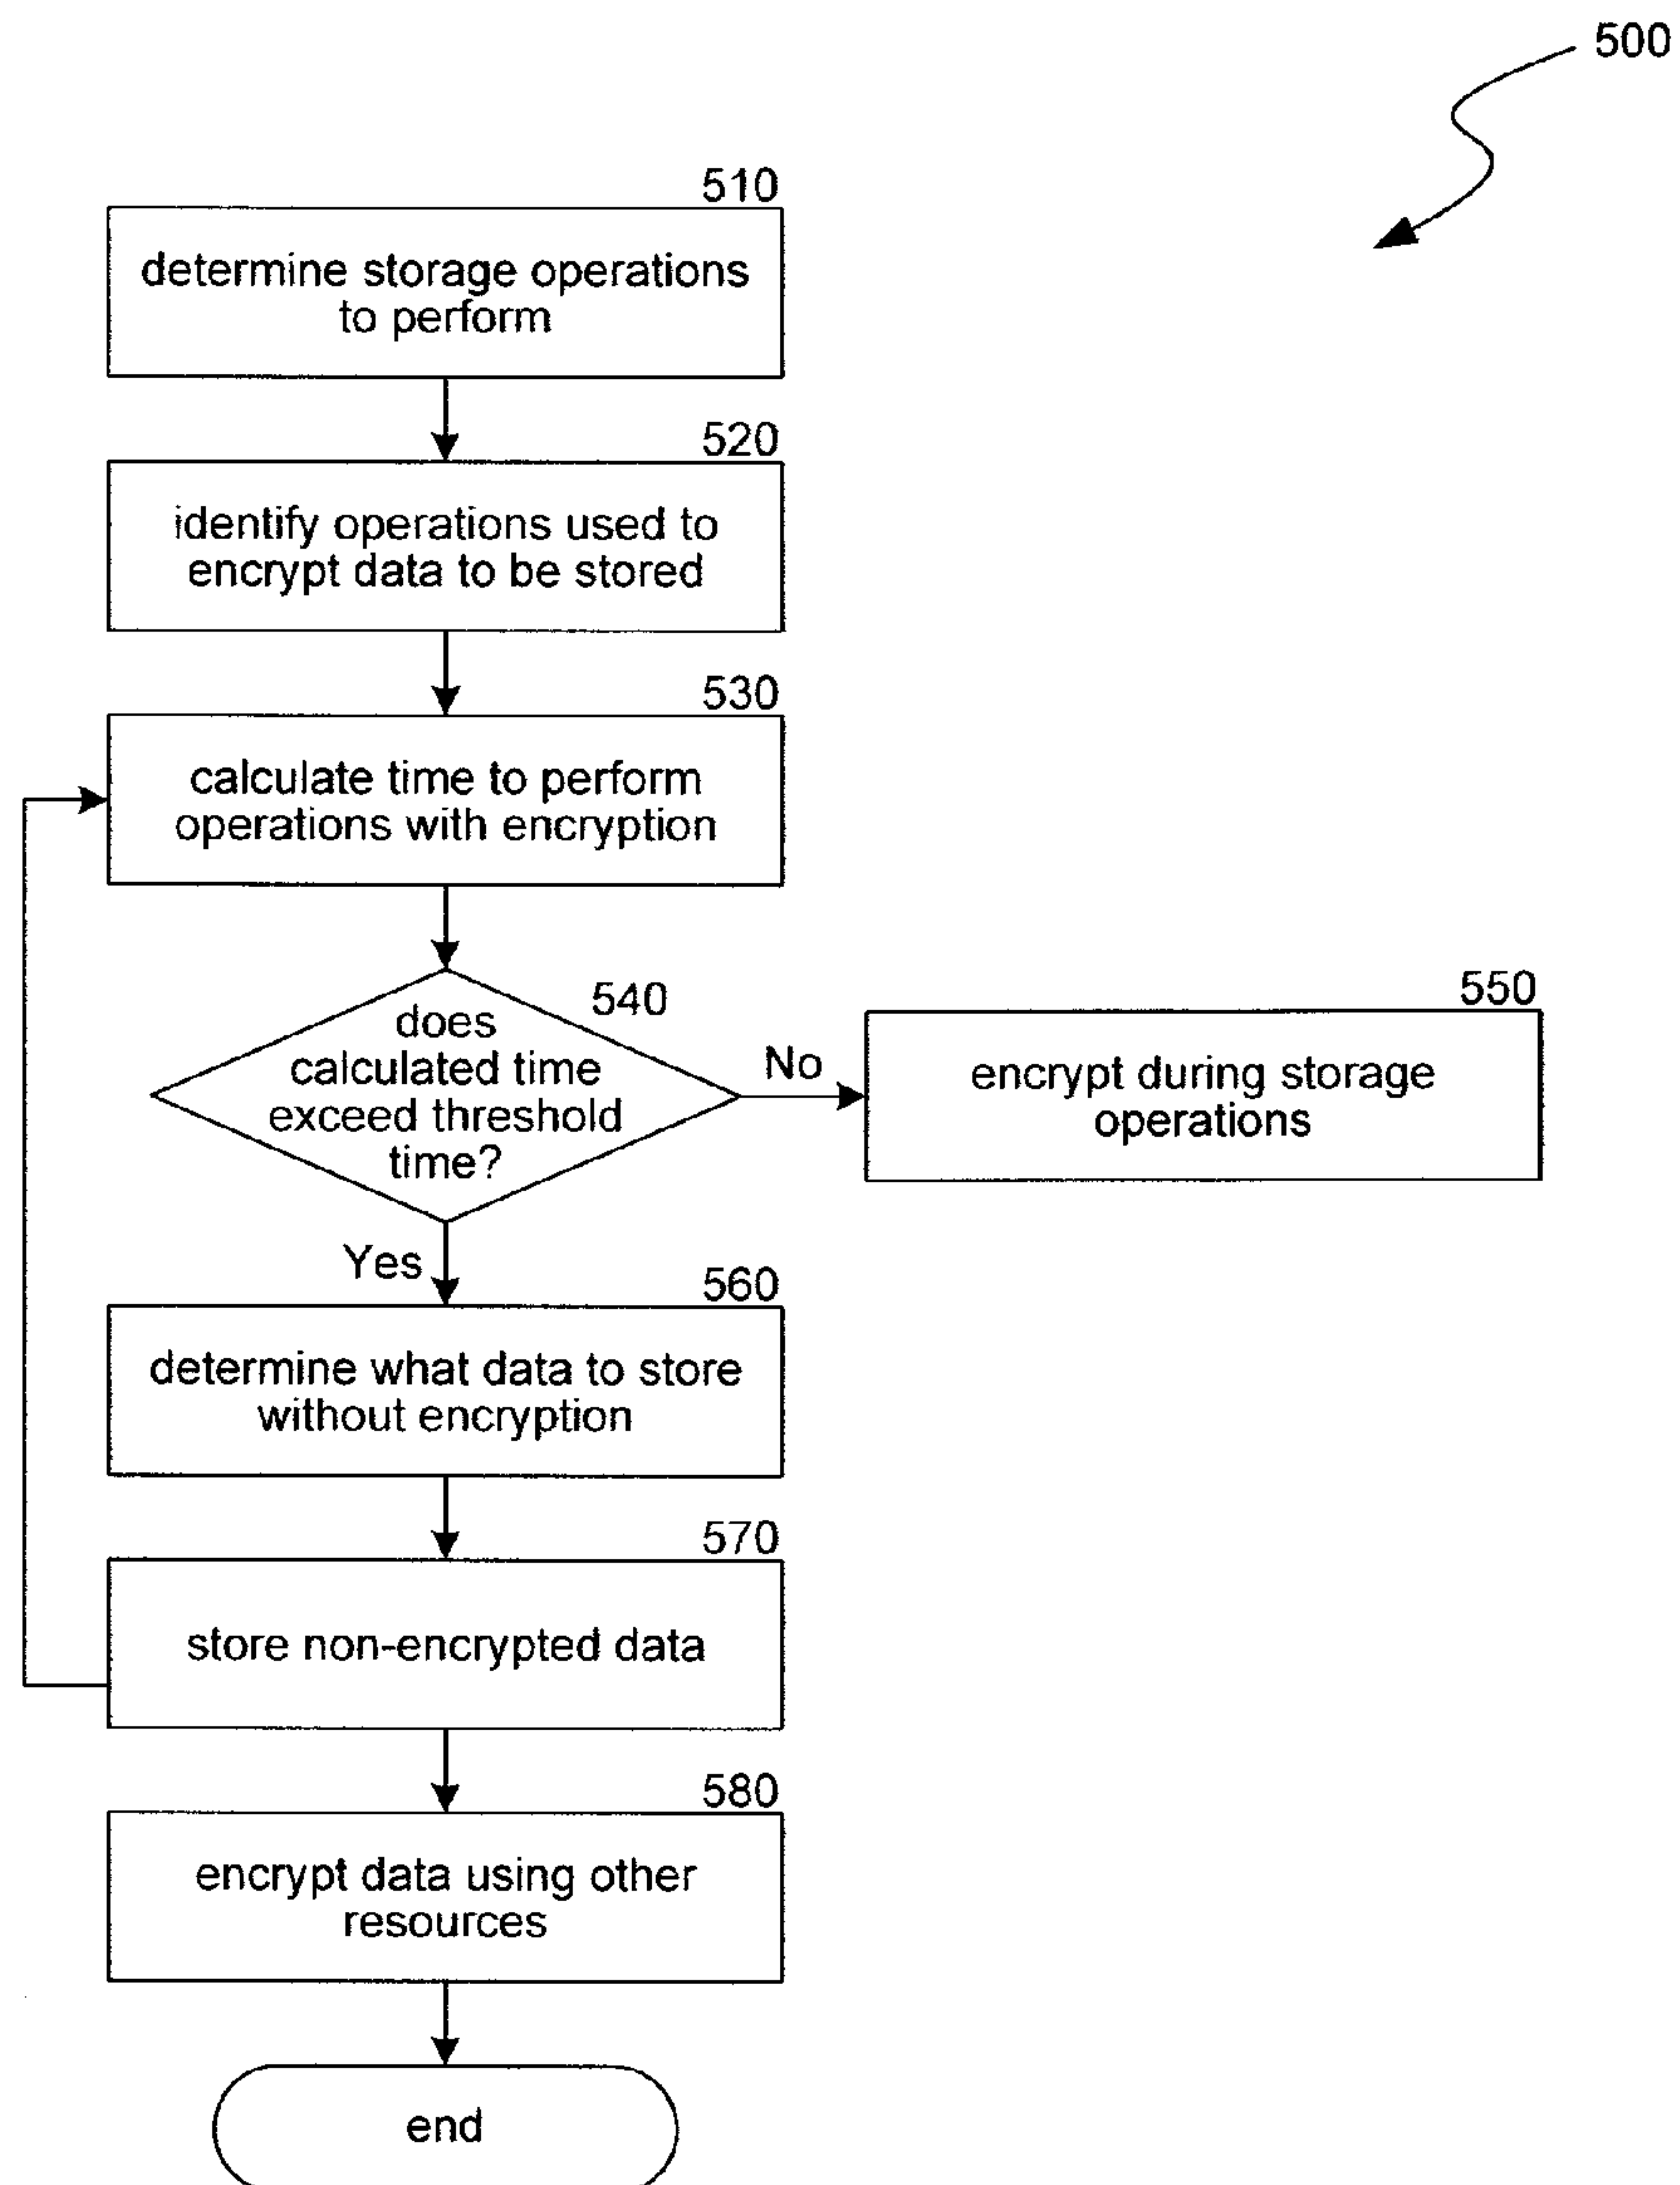 500
510
determine storage operations
to perform
520
identify operations used to
encrypt data to be stored
530
calculate time to perform
operations with encryption
540
does
calculated time
exceed threshold
time?
No
550
encrypt during storage
operations
Yes
560
determine what data to store
without encryption
570
store non-encrypted data
580
encrypt data using other
resources
end